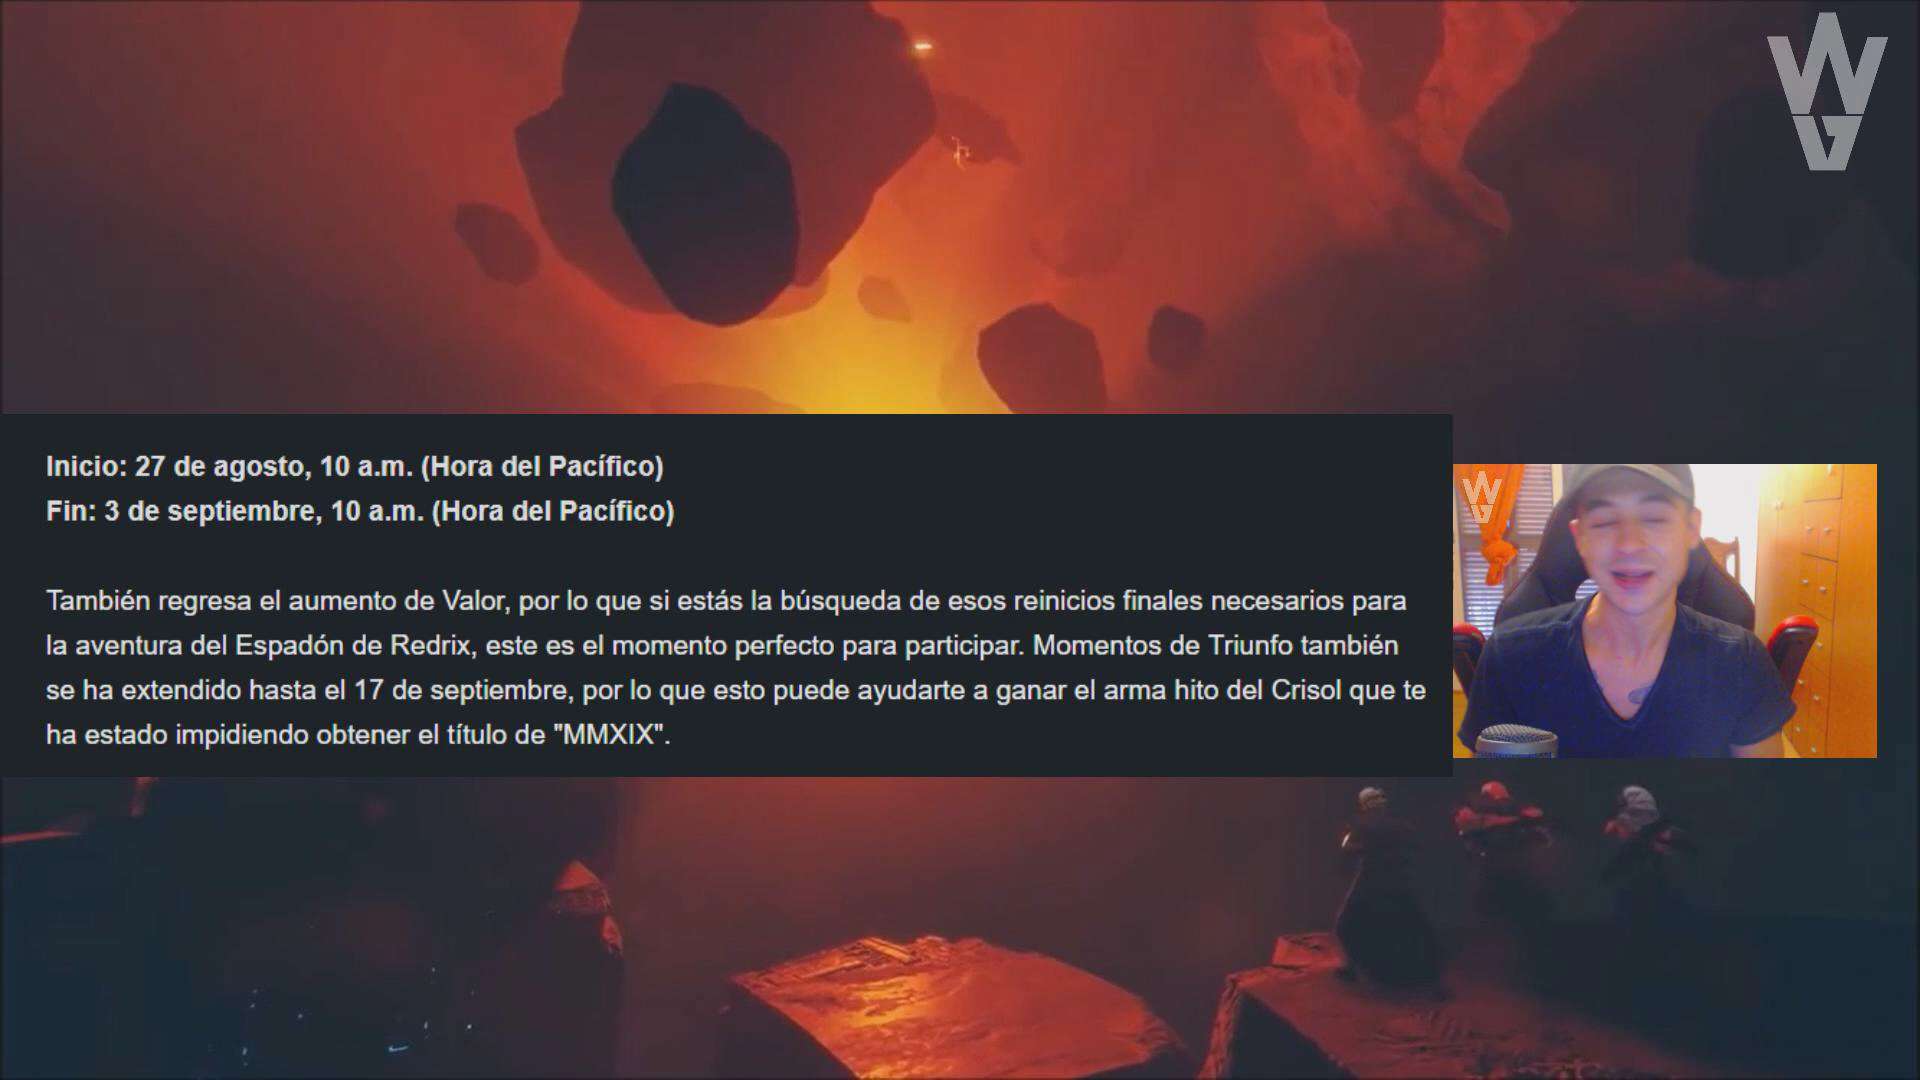 WG
Inicio: 27 de agosto, 10 a.m. (Hora del Pacífico)
Fin: 3 de septiembre, 10 a.m. (Hora del Pacífico)
También regresa el aumento de Valor, por lo que si estás la búsqueda de esos reinicios finales necesarios para
la aventura del Espadón de Redrix, este es el momento perfecto para participar. Momentos de Triunfo también
se ha extendido hasta el 17 de septiembre, por lo que esto puede ayudarte a ganar el arma hito del Crisol que te
ha estado impidiendo obtener el título de "MMXIX".
WG